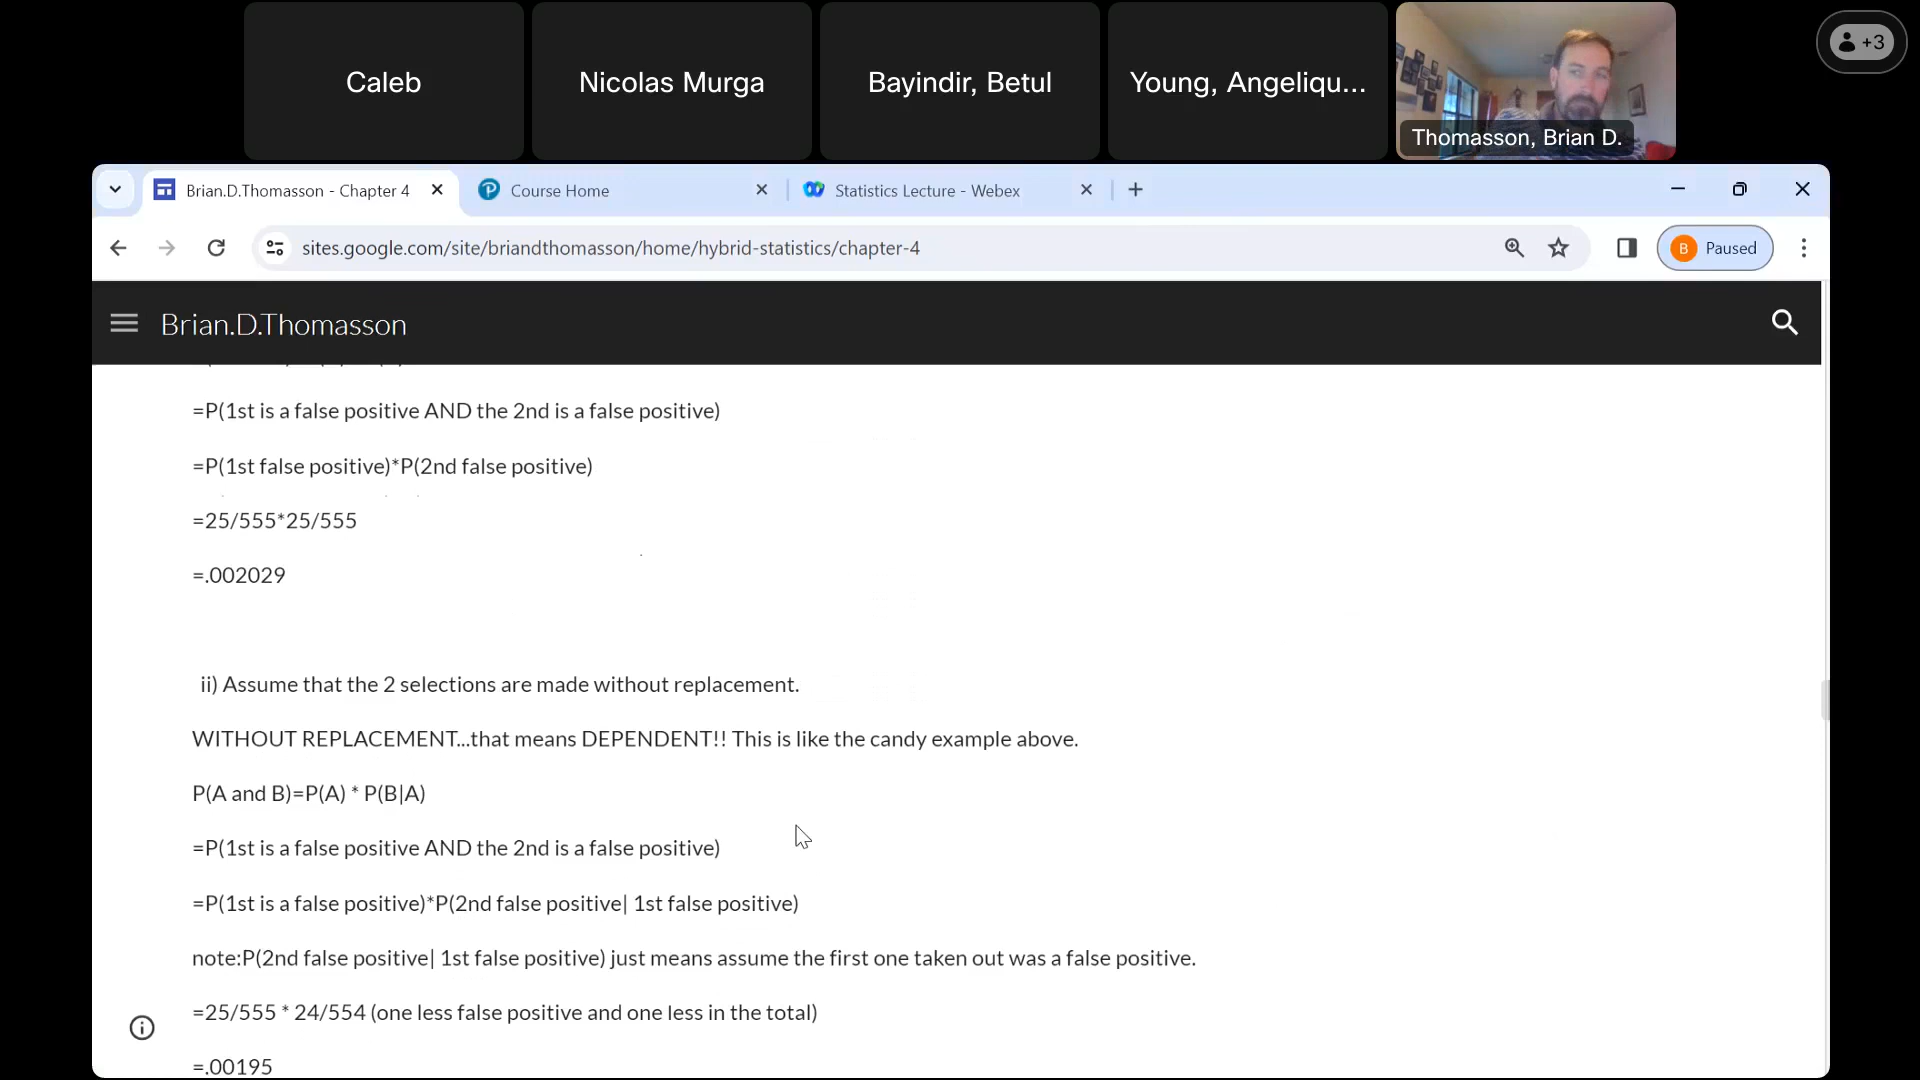 Caleb
Nicolas Murga
Bayindir, Betul
Young, Angeliqu...
Thomasson, Brian D.
+3
Brian.D.Thomasson - Chapter 4
Course Home
Statistics Lecture - Webex
sites.google.com/site/briandthomasson/home/hybrid-statistics/chapter-4
B Paused
Brian.D.Thomasson
=P(1st is a false positive AND the 2nd is a false positive)
=P(1st false positive)*P(2nd false positive)
=25/555*25/555
=.002029
ii) Assume that the 2 selections are made without replacement.
WITHOUT REPLACEMENT...that means DEPENDENT!! This is like the candy example above.
P(A and B)=P(A) * P(B|A)
=P(1st is a false positive AND the 2nd is a false positive)
=P(1st is a false positive)*P(2nd false positive| 1st false positive)
note:P(2nd false positive| 1st false positive) just means assume the first one taken out was a false positive.
=25/555 * 24/554 (one less false positive and one less in the total)
=.00195